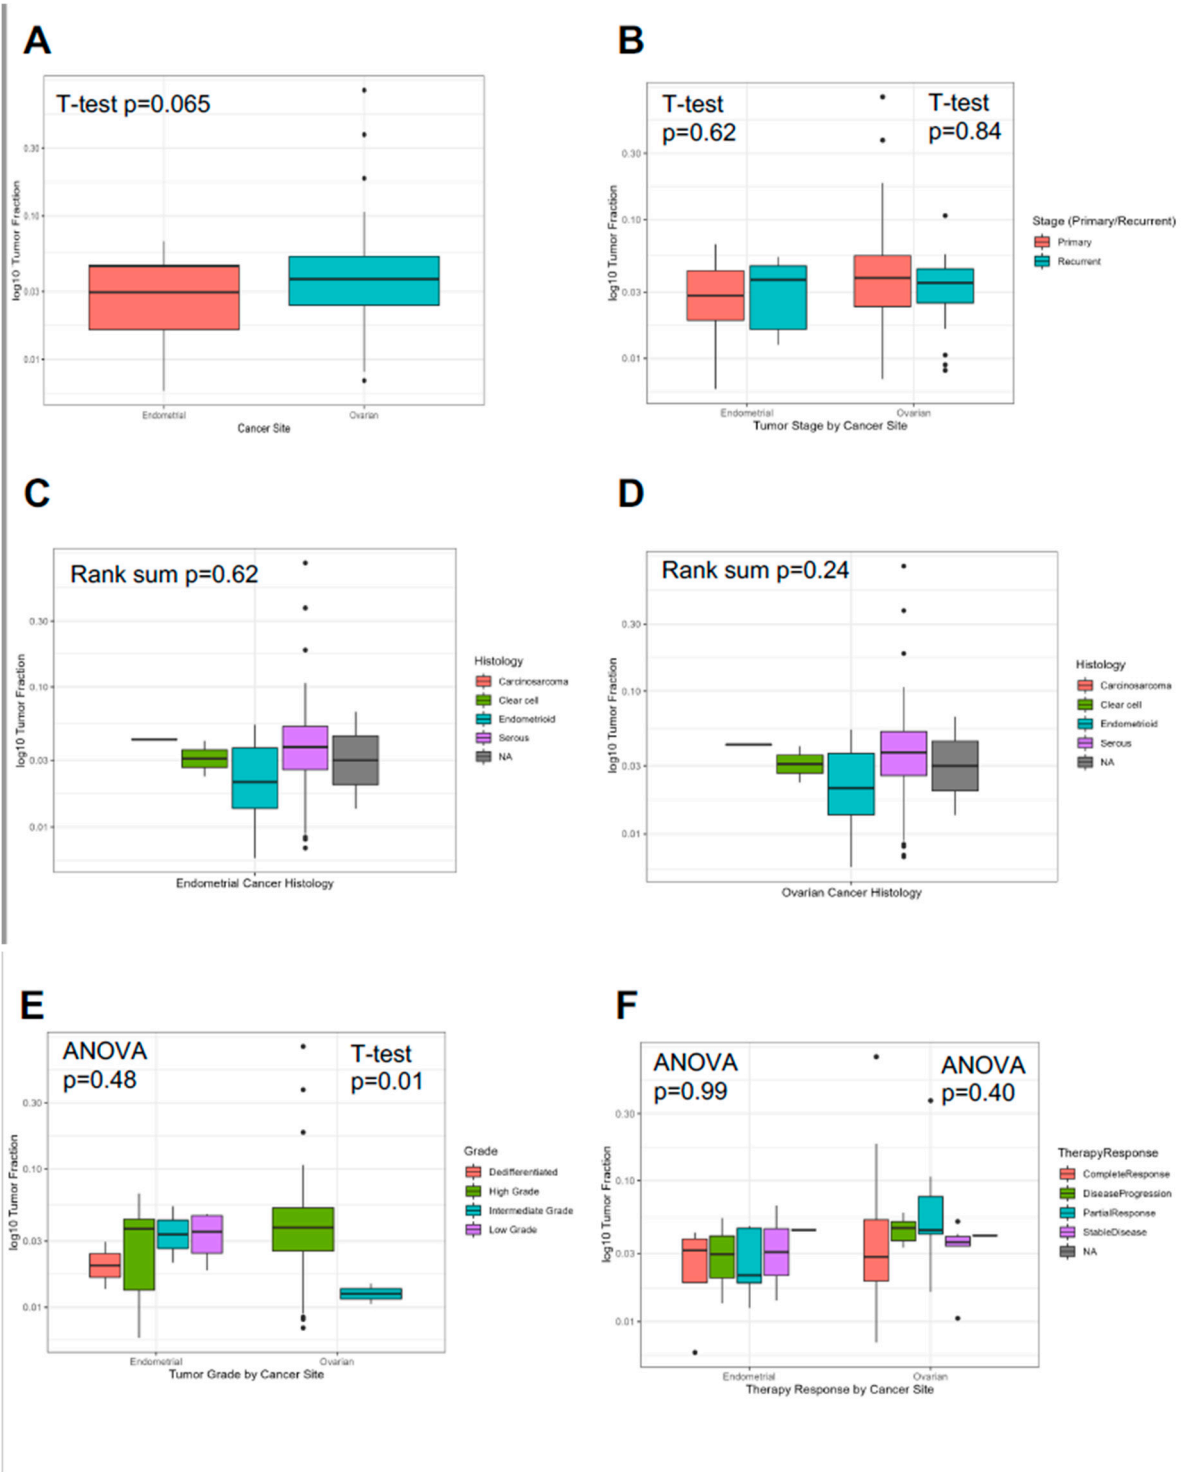 A
T-test p=0.065
log10 Tumor Fraction
0.30
0.10
0.03
0.01
Endometrial
Ovarian
Cancer Site
B
T-test
p=0.62
T-test
p=0.84
log10 Tumor Fraction
0.30
0.10
0.03
0.01
Endometrial
Ovarian
Tumor Stage by Cancer Site
Stage (Primary/Recurrent)
Primary
Recurrent
C
Rank sum p=0.62
log10 Tumor Fraction
0.30
0.10
0.03
0.01
Endometrial Cancer Histology
Histology
Carcinosarcoma
Clear cell
Endometrioid
Serous
NA
D
Rank sum p=0.24
log10 Tumor Fraction
0.30
0.10
0.03
0.01
Ovarian Cancer Histology
Histology
Carcinosarcoma
Clear cell
Endometrioid
Serous
NA
E
ANOVA
p=0.48
T-test
p=0.01
log10 Tumor Fraction
0.30
0.10
0.03
0.01
Endometrial
Ovarian
Tumor Grade by Cancer Site
Grade
Dedifferentiated
High Grade
Intermediate Grade
Low Grade
F
ANOVA
p=0.99
ANOVA
p=0.40
log10 Tumor Fraction
0.30
0.10
0.03
0.01
Endometrial
Ovarian
Therapy Response by Cancer Site
TherapyResponse
CompleteResponse
DiseaseProgression
PartialResponse
StableDisease
NA